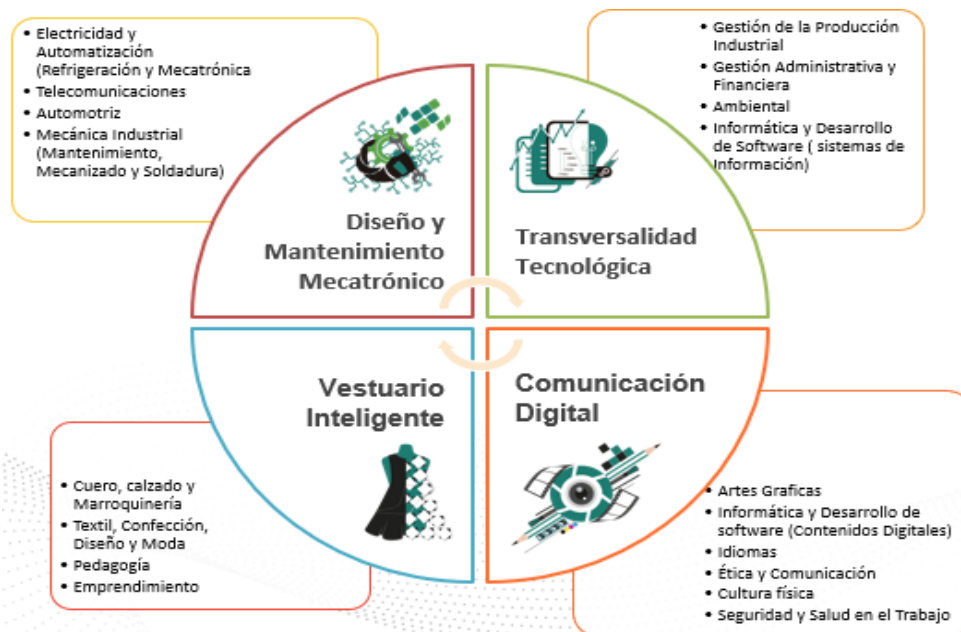 • Electricidad y
Automatización
(Refrigeración y Mecatrónica
• Telecomunicaciones
• Automotriz
• Mecánica Industrial
(Mantenimiento,
Mecanizado y Soldadura)
• Gestión de la Producción
Industrial
• Gestión Administrativa y
Financiera
• Ambiental
• Informática y Desarrollo
de Software ( sistemas de
Información)
Diseño y
Mantenimiento
Mecatrónico
Transversalidad
Tecnológica
Vestuario
Inteligente
Comunicación
Digital
• Cuero, calzado y
Marroquinería
• Textil, Confección,
Diseño y Moda
• Pedagogía
• Emprendimiento
• Artes Graficas
• Informática y Desarrollo de
software (Contenidos Digitales)
• Idiomas
• Ética y Comunicación
• Cultura física
• Seguridad y Salud en el Trabajo